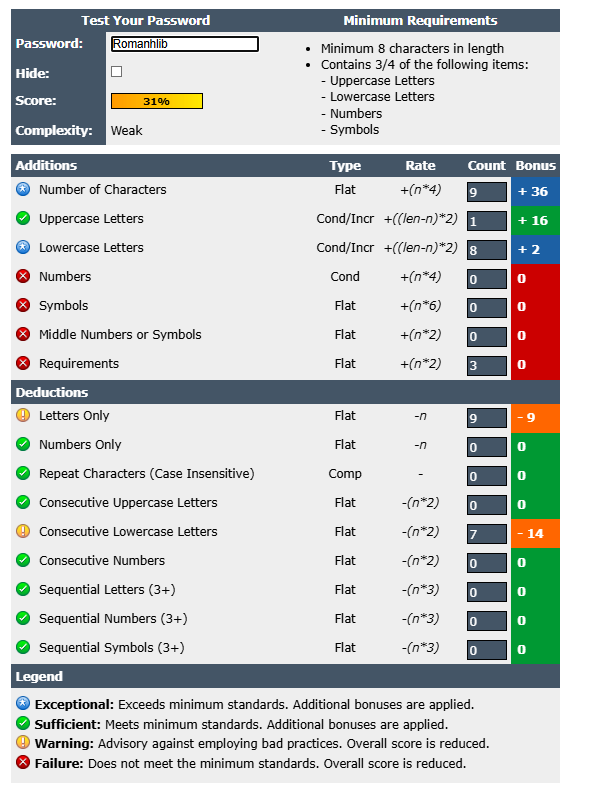 Test Your Password Minimum Requirements
Password: Romanhlib
Hide:
Score: 31%
Complexity: Weak
• Minimum 8 characters in length
• Contains 3/4 of the following items:
- Uppercase Letters
- Lowercase Letters
- Numbers
- Symbols
Additions Type Rate Count Bonus
Number of Characters Flat +(n*4) 9 + 36
Uppercase Letters Cond/Incr +((len-n)*2) 1 + 16
Lowercase Letters Cond/Incr +((len-n)*2) 8 + 2
Numbers Cond +(n*4) 0 0
Symbols Flat +(n*6) 0 0
Middle Numbers or Symbols Flat +(n*2) 0 0
Requirements Flat +(n*2) 3 0
Deductions
Letters Only Flat -n 9 - 9
Numbers Only Flat -n 0 0
Repeat Characters (Case Insensitive) Comp - 0 0
Consecutive Uppercase Letters Flat -(n*2) 0 0
Consecutive Lowercase Letters Flat -(n*2) 7 - 14
Consecutive Numbers Flat -(n*2) 0 0
Sequential Letters (3+) Flat -(n*3) 0 0
Sequential Numbers (3+) Flat -(n*3) 0 0
Sequential Symbols (3+) Flat -(n*3) 0 0
Legend
Exceptional: Exceeds minimum standards. Additional bonuses are applied.
Sufficient: Meets minimum standards. Additional bonuses are applied.
Warning: Advisory against employing bad practices. Overall score is reduced.
Failure: Does not meet the minimum standards. Overall score is reduced.